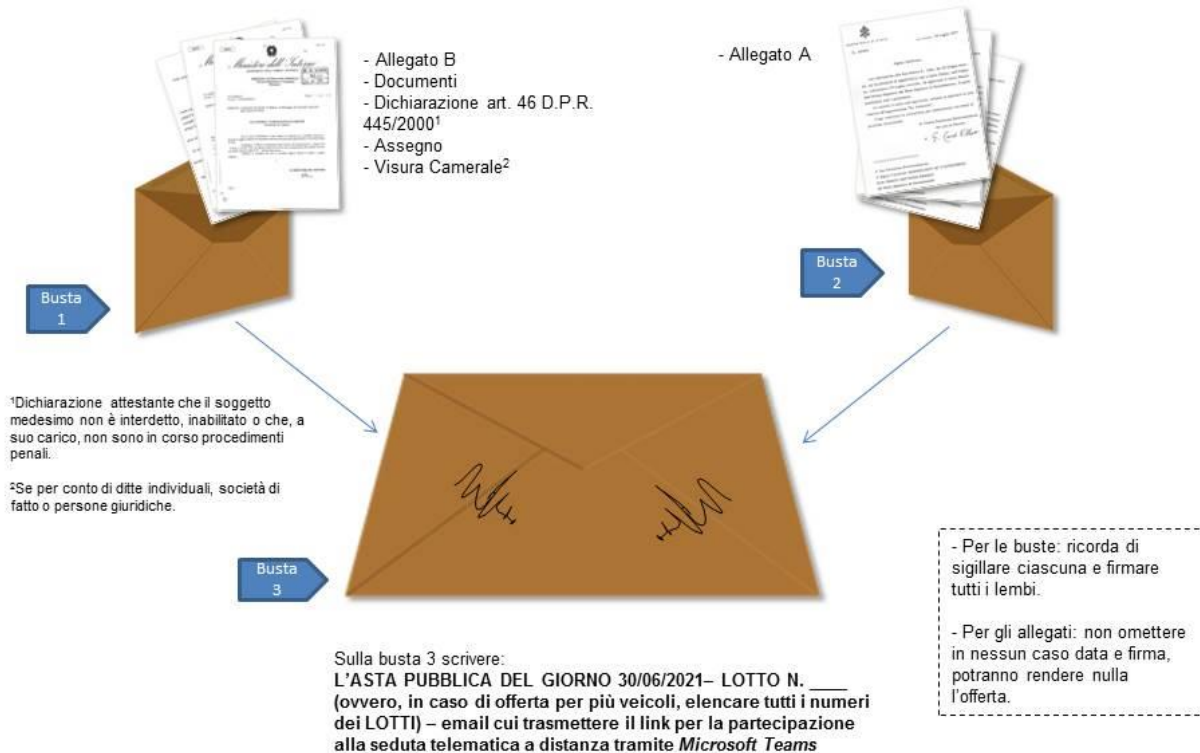 Ministero dell'Interno
- Allegato B
- Documenti
- Dichiarazione art. 46 D.P.R.
445/2000¹
- Assegno
- Visura Camerale²
- Allegato A
Busta
1
Busta
2
¹Dichiarazione attestante che il soggetto
medesimo non è interdetto, inabilitato o che, a
suo carico, non sono in corso procedimenti
penali.
²Se per conto di ditte individuali, società di
fatto o persone giuridiche.
Busta
3
- Per le buste: ricorda di
sigillare ciascuna e firmare
tutti i lembi.
- Per gli allegati: non omettere
in nessun caso data e firma,
potranno rendere nulla
l'offerta.
Sulla busta 3 scrivere:
L'ASTA PUBBLICA DEL GIORNO 30/06/2021– LOTTO N. ____
(ovvero, in caso di offerta per più veicoli, elencare tutti i numeri
dei LOTTI) – email cui trasmettere il link per la partecipazione
alla seduta telematica a distanza tramite Microsoft Teams